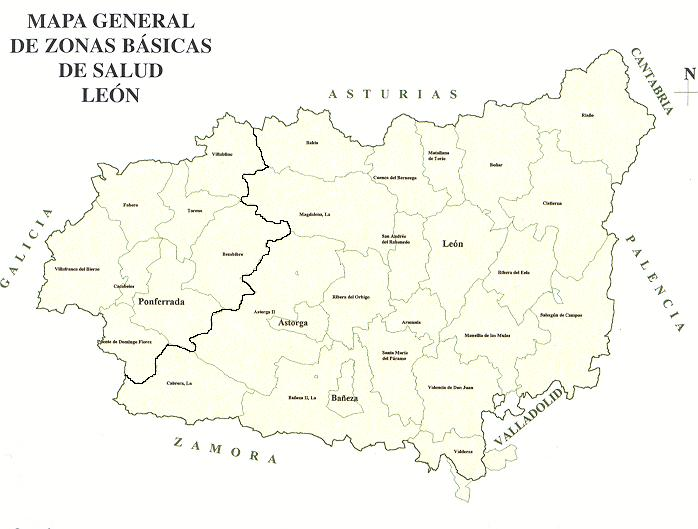 MAPA GENERAL
DE ZONAS BÁSICAS
DE SALUD
LEÓN
ASTURIAS
CANTABRIA
N
Riaño
Babia
Villablino
Matallana
de Torío
Boñar
Cuenca del Bernesga
Cistierna
Fabero
Toreno
Magdalena, La
GALICIA
San Andrés
del Rabanedo
León
PALENCIA
Bembibre
Villafranca del Bierzo
Ribera del Esla
Cacabelos
Ponferrada
Ribera del Órbigo
Astorga II
Astorga
Sahagún de Campos
Armunia
Mansilla de las Mulas
Puente de Domingo Florez
Santa María
del Páramo
Cabrera, La
Valencia de Don Juan
Bañeza II, La
Bañeza
VALLADOLID
ZAMORA
Valderas